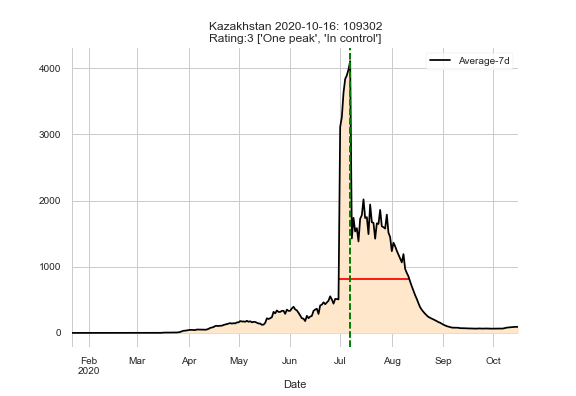 Kazakhstan 2020-10-16: 109302
Rating:3 ['One peak', 'In control']
Average-7d
4000
3000
2000
1000
0
Feb Mar Apr May Jun Jul Aug Sep Oct
2020
Date